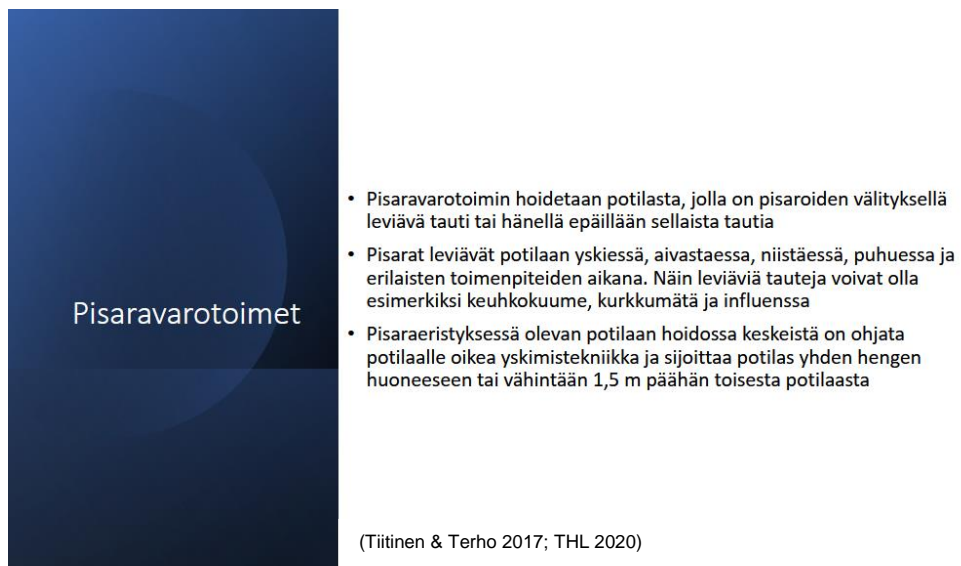 Pisaravarotoimet
• Pisaravarotoimin hoidetaan potilasta, jolla on pisaroiden välityksellä
leviävä tauti tai hänellä epäillään sellaista tautia
• Pisarat leviävät potilaan yskiessä, aivastaessa, niistäessä, puhuessa ja
erilaisten toimenpiteiden aikana. Näin leviäviä tauteja voivat olla
esimerkiksi keuhkokuume, kurkkumätä ja influenssa
• Pisaraeristyksessä olevan potilaan hoidossa keskeistä on ohjata
potilaalle oikea yskimistekniikka ja sijoittaa potilas yhden hengen
huoneeseen tai vähintään 1,5 m päähän toisesta potilaasta
(Tiitinen & Terho 2017; THL 2020)